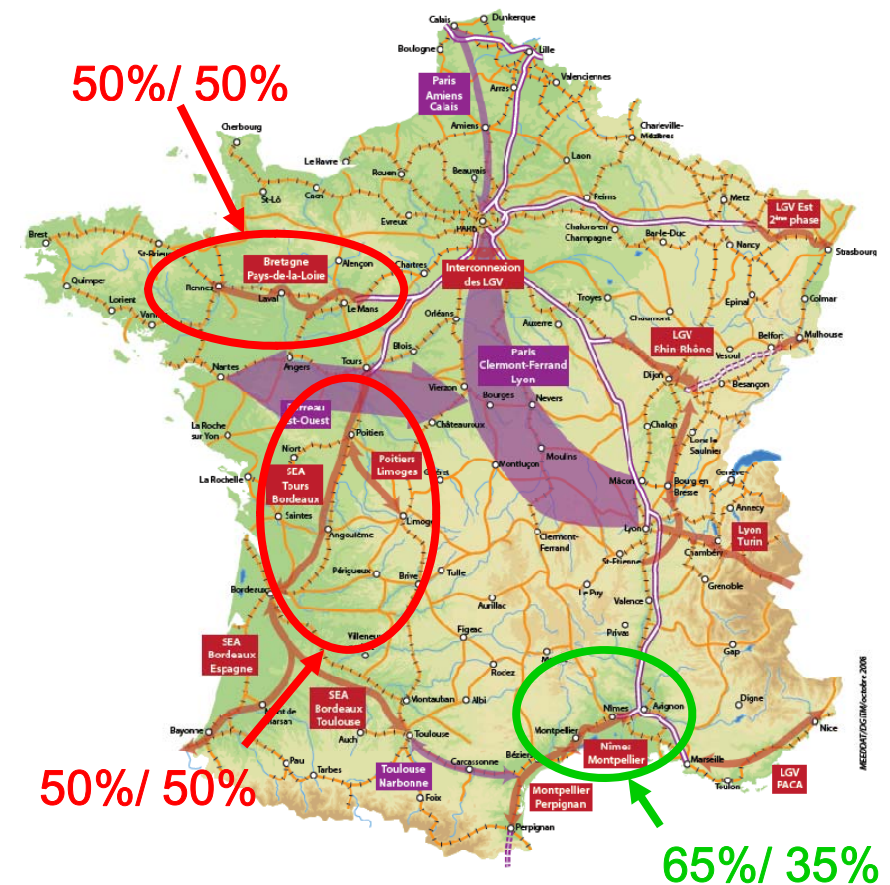 Calais
Dunkerque
Boulogne
Lille
50%/ 50%
Valenciennes
Paris
Amiens
Calais
Arras
Cherbourg
Amiens
Charleville-
Mézières
Le Havre
Laon
Rouen
Beauvais
St-Lô
Caen
Reims
Metz
LGV Est
2ème phase
Evreux
PARIS
Chalons-en
Champagne
Bar-le-Duc
Brest
Nancy
Strasbourg
St-Brieuc
Bretagne
Pays-de-la-Loire
Alençon
Chartres
Interconnexion
des LGV
Quimper
Rennes
Laval
Le Mans
Troyes
Epinal
Colmar
Lorient
Orléans
Chaumont
Auxerre
LGV
Rhin-Rhône
Belfort
Mulhouse
Blois
Vesoul
Nantes
Angers
Tours
Paris
Clermont-Ferrand
Lyon
Dijon
Besançon
Vierzon
Bourges
Nevers
La Roche
sur Yon
Châteauroux
Chalon
Poitiers
Lons le
Saulnier
Niort
Poitiers
Limoges
Moulins
Montluçon
La Rochelle
SEA
Tours
Bordeaux
Mâcon
Bourg en
Bresse
Genève
Annecy
Saintes
Limoges
Angoulème
Lyon
Lyon
Turin
Clermont-
Ferrand
Chambéry
St-Etienne
Périgueux
Brive
Tulle
Grenoble
Bordeaux
Le Puy
Valence
Aurillac
Privas
Villeneuve
Figeac
Gap
SEA
Bordeaux
Espagne
Rodez
SEA
Bordeaux
Toulouse
Montauban
Albi
Nîmes
Avignon
Digne
Mont de
Marsan
Bayonne
Auch
Toulouse
Montpellier
Nice
Béziers
Nîmes
Montpellier
Marseille
Pau
Tarbes
Toulouse
Narbonne
Carcassonne
LGV
PACA
Toulon
50%/ 50%
Foix
Montpellier
Perpignan
Perpignan
65%/ 35%